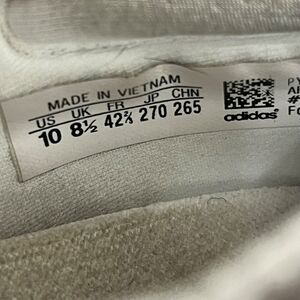 MADE IN VIETNAM
US UK FR JP CHN
10 8½ 42⅔ 270 265
adidas